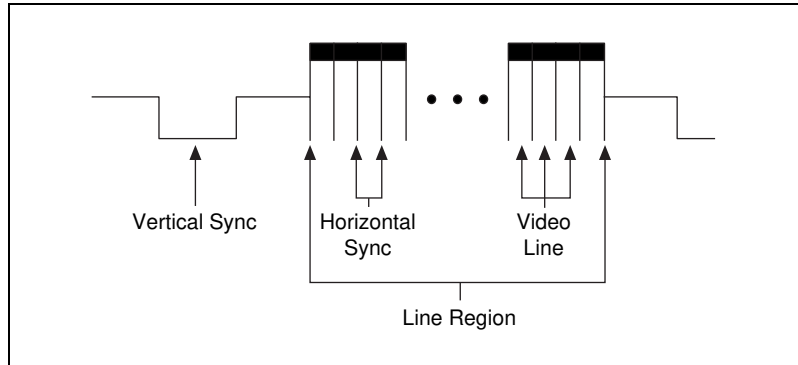 Vertical Sync
Horizontal
Sync
Video
Line
Line Region